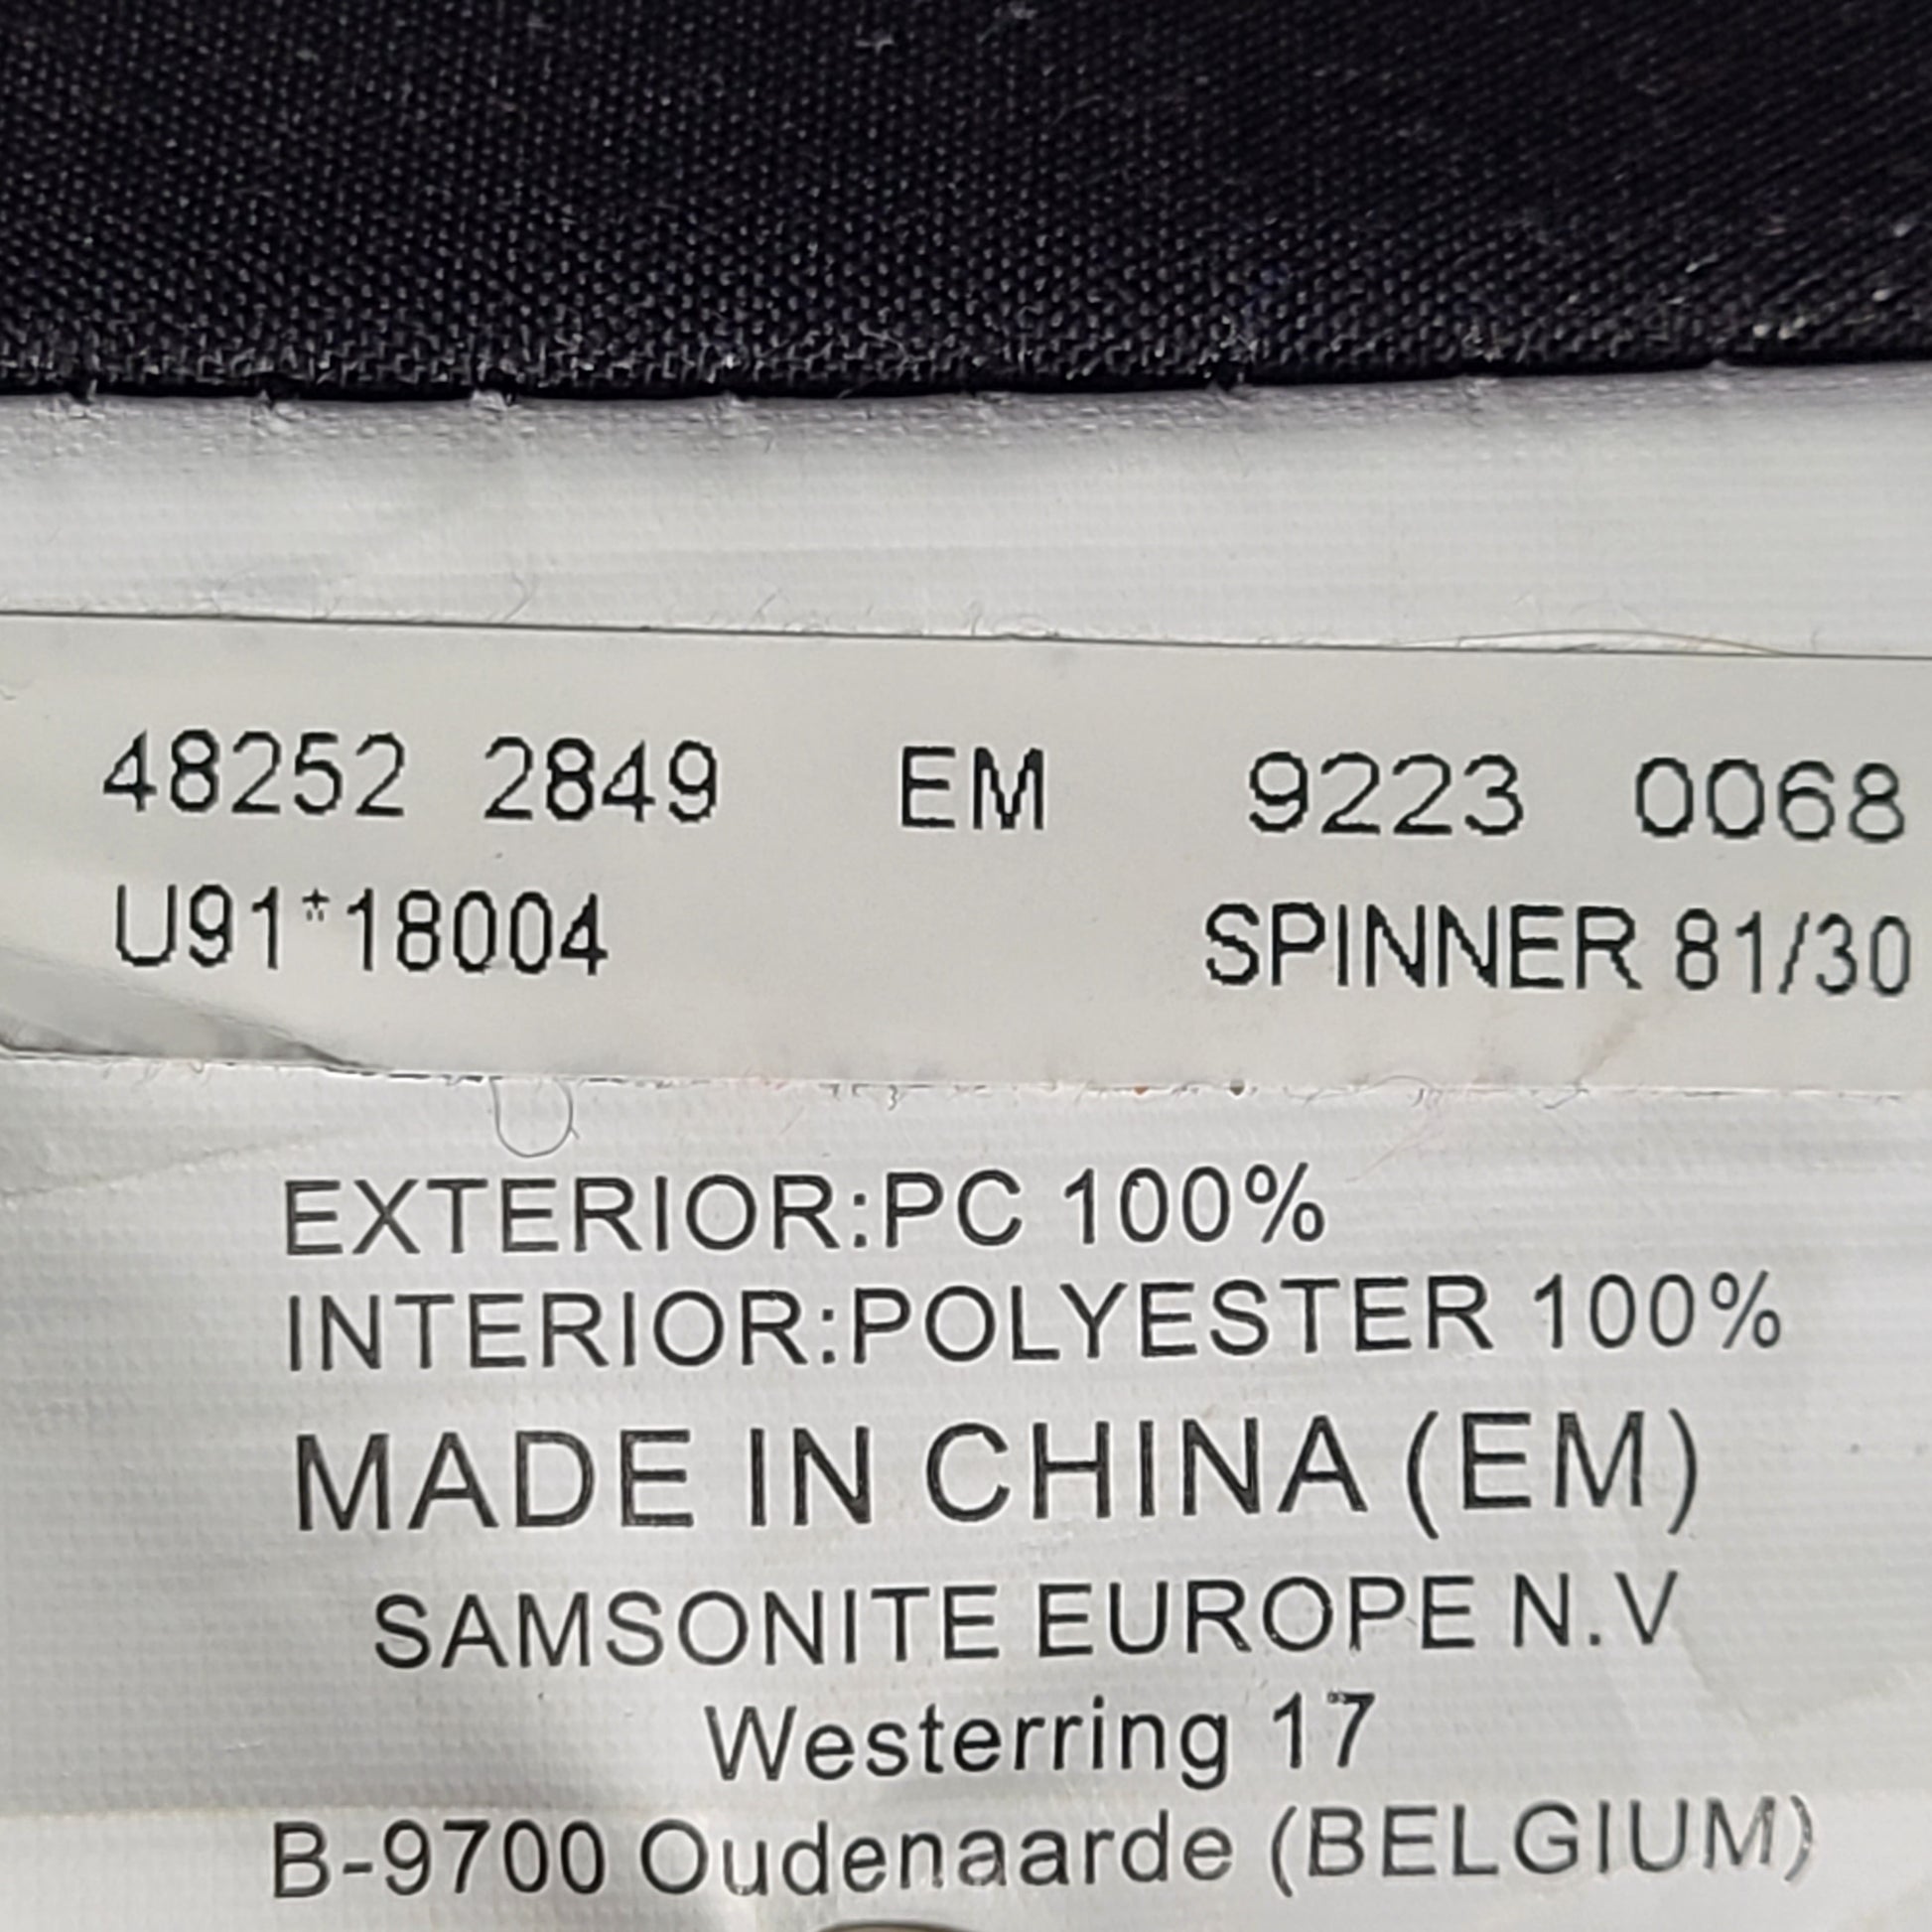 48252 2849 EM 9223 0068
U91*18004 SPINNER 81/30
EXTERIOR:PC 100%
INTERIOR:POLYESTER 100%
MADE IN CHINA (EM)
SAMSONITE EUROPE N.V
Westerring 17
B-9700 Oudenaarde (BELGIUM)